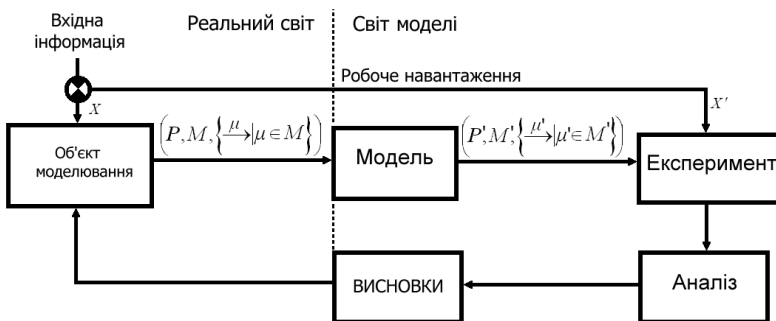 Вхідна
інформація
Реальний світ
Світ моделі
Робоче навантаження
X
X'
Об'єкт
моделювання
(P, M, {—μ→|μ∈M})
Модель
(P', M', {—μ'→|μ'∈M'})
Експеримент
ВИСНОВКИ
Аналіз